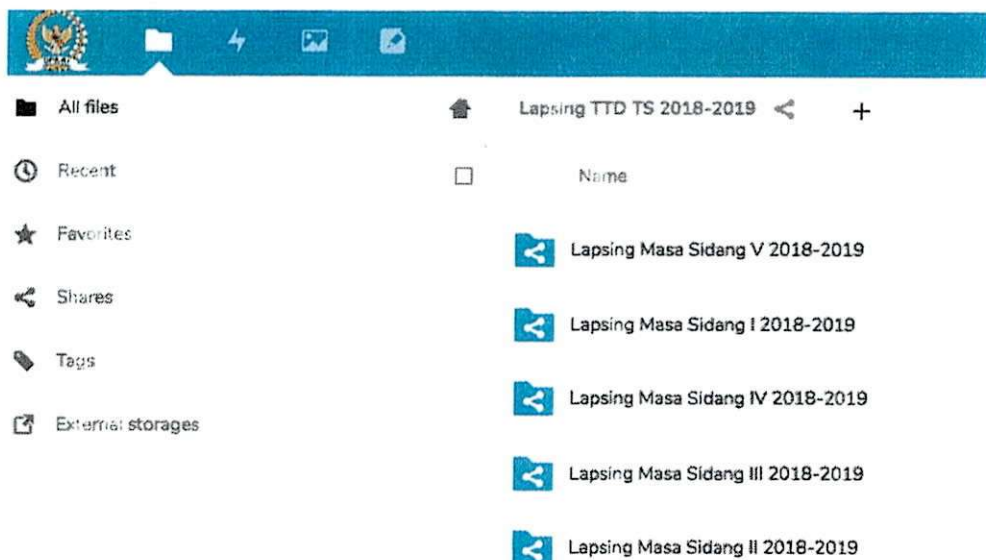 All files
Recent
Favorites
Shares
Tags
External storages
Lapsing TTD TS 2018-2019
+
Name
Lapsing Masa Sidang V 2018-2019
Lapsing Masa Sidang I 2018-2019
Lapsing Masa Sidang IV 2018-2019
Lapsing Masa Sidang III 2018-2019
Lapsing Masa Sidang II 2018-2019